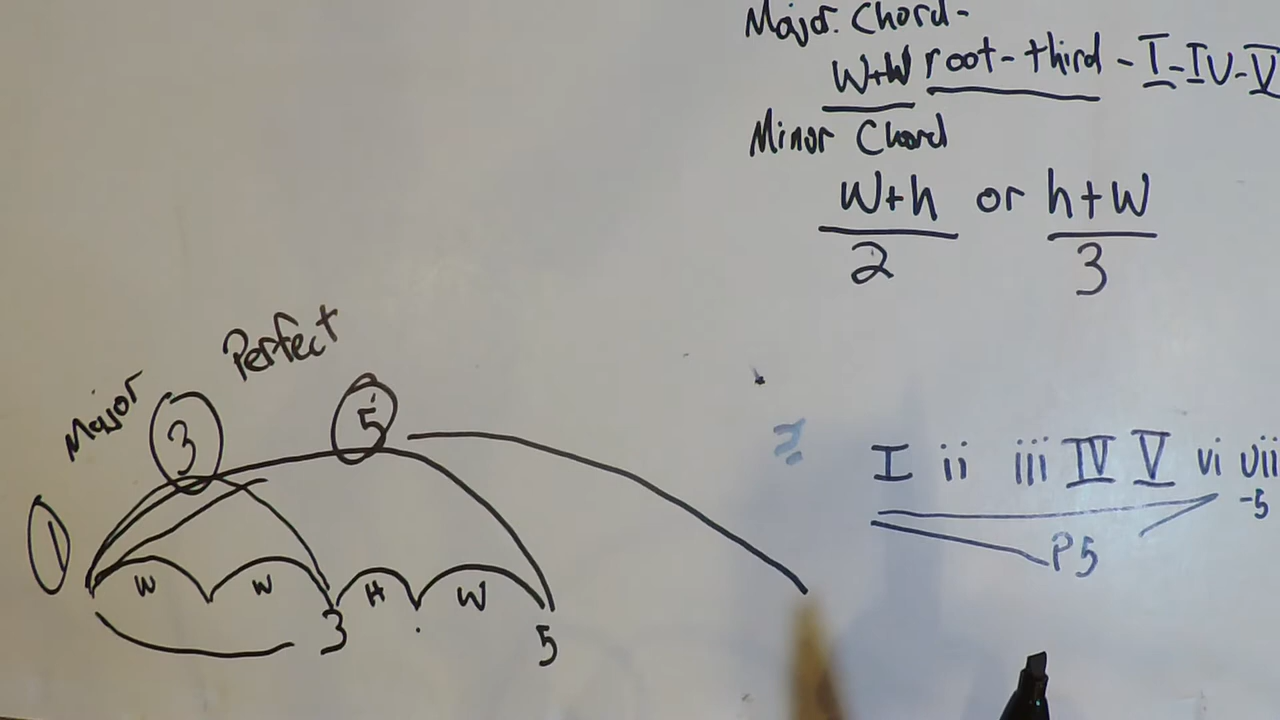 Major. Chord-
W+W root-third-I-IV-V
Minor Chord
W+h or h+W
2 3
Perfect
Major
3 5
1
W W H W
3 5
I ii iii IV V vi vii
-5
P5